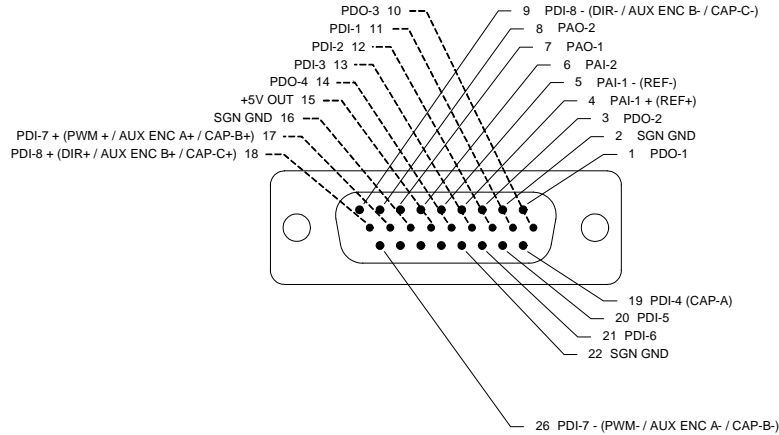 PDO-3 10
PDI-1 11
PDI-2 12
PDI-3 13
PDO-4 14
+5V OUT 15
SGN GND 16
PDI-7 + (PWM + / AUX ENC A+ / CAP-B+) 17
PDI-8 + (DIR+ / AUX ENC B+ / CAP-C+) 18
9 PDI-8 - (DIR- / AUX ENC B- / CAP-C-)
8 PAO-2
7 PAO-1
6 PAI-2
5 PAI-1 - (REF-)
4 PAI-1 + (REF+)
3 PDO-2
2 SGN GND
1 PDO-1
19 PDI-4 (CAP-A)
20 PDI-5
21 PDI-6
22 SGN GND
26 PDI-7 - (PWM- / AUX ENC A- / CAP-B-)